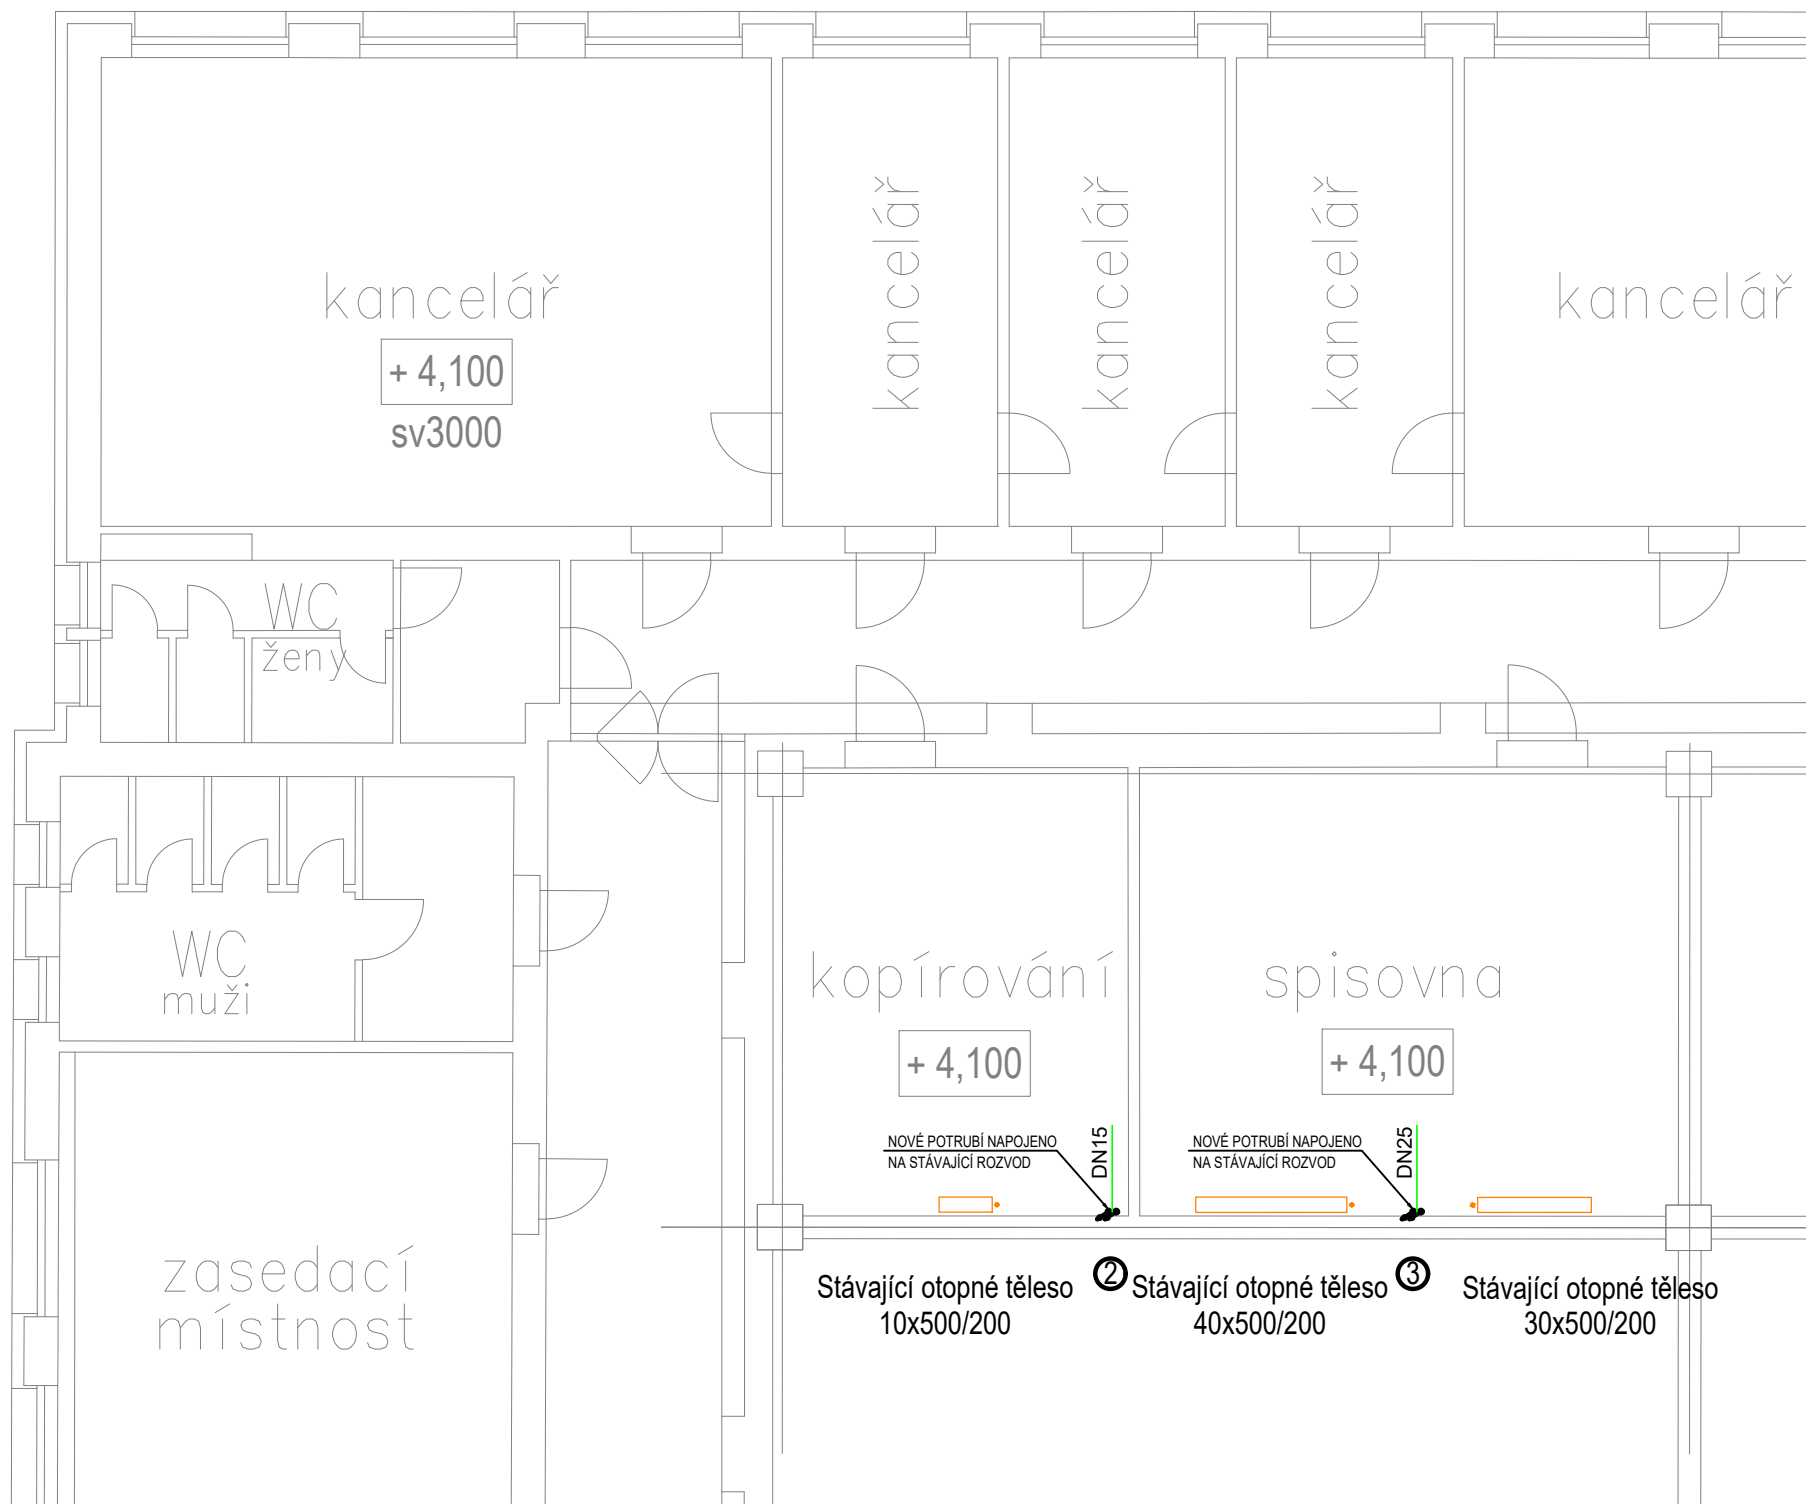 kancelář
+ 4,100
sv3000
kancelář
kancelář
kancelář
kancelář
WC
ženy
WC
muži
kopírování
+ 4,100
spisovna
+ 4,100
NOVÉ POTRUBÍ NAPOJENO
NA STÁVAJÍCÍ ROZVOD
DN15
NOVÉ POTRUBÍ NAPOJENO
NA STÁVAJÍCÍ ROZVOD
DN25
zasedací
místnost
Stávající otopné těleso
10x500/200
2
Stávající otopné těleso
40x500/200
3
Stávající otopné těleso
30x500/200